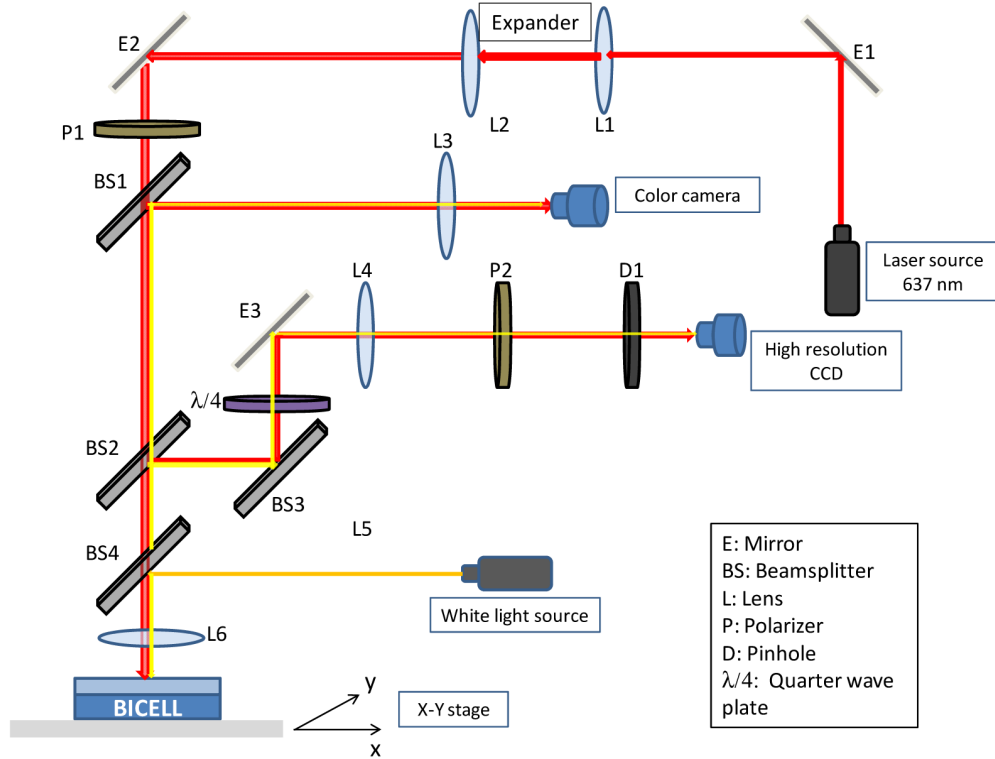 E2
Expander
E1
L2
L1
P1
L3
BS1
Color camera
Laser source
637 nm
L4
P2
D1
E3
High resolution
CCD
λ/4
BS2
BS3
L5
BS4
White light source
L6
E: Mirror
BS: Beamsplitter
L: Lens
P: Polarizer
D: Pinhole
λ/4: Quarter wave
plate
BICELL
y
x
X-Y stage